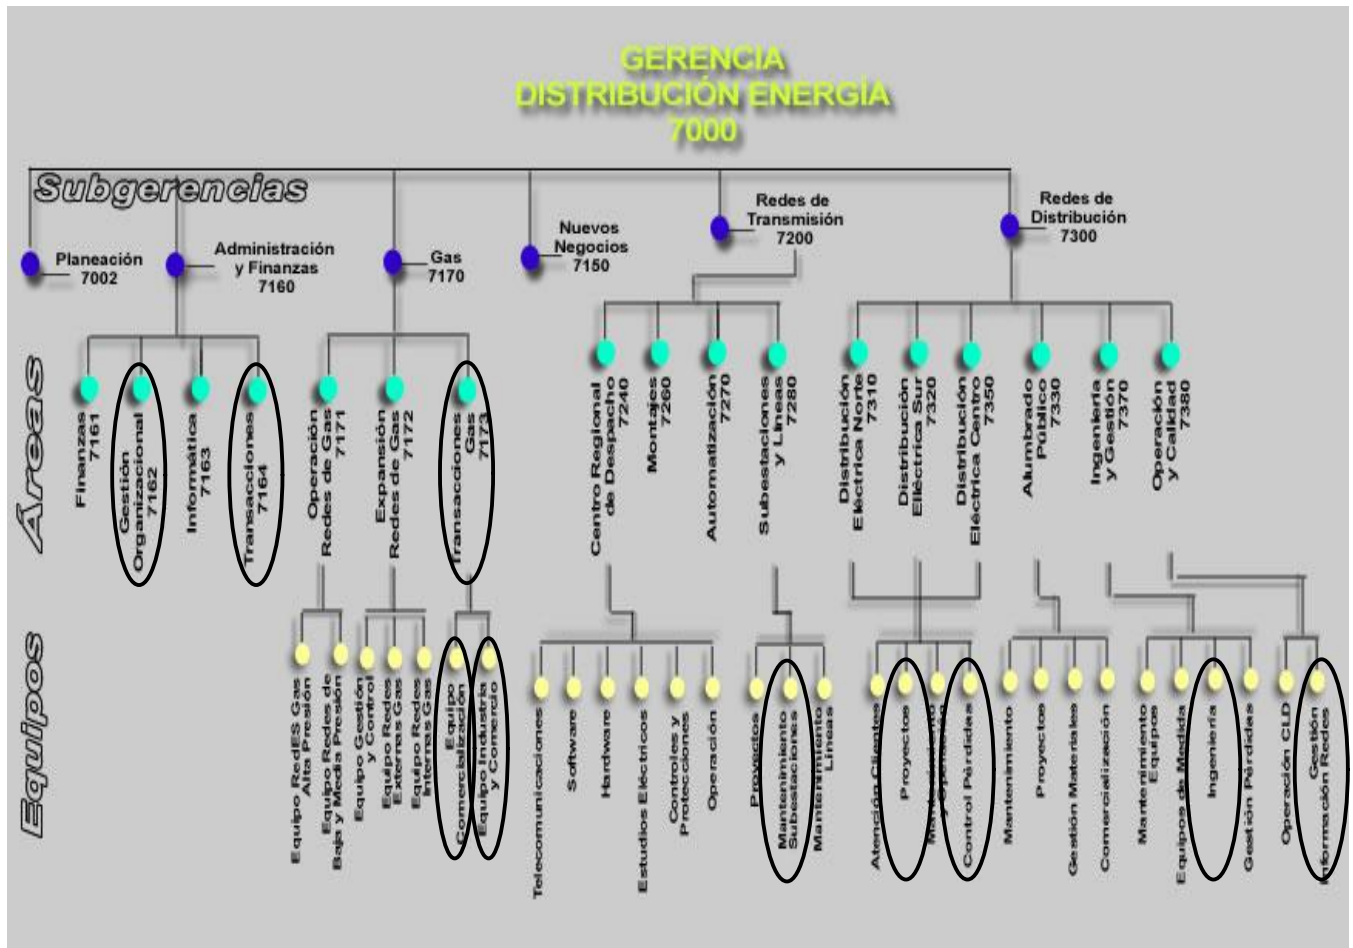 GERENCIA
DISTRIBUCIÓN ENERGÍA
7000
Subgerencias
Planeación
7002
Administración
y Finanzas
7160
Gas
7170
Nuevos
Negocios
7150
Redes de
Transmisión
7200
Redes de
Distribución
7300
Áreas
Finanzas
7161
Gestión
Organizacional
7162
Informática
7163
Transacciones
7164
Operación
Redes de Gas
7171
Expansión
Redes de Gas
7172
Transacciones
Gas
7173
Centro Regional
de Despacho
7240
Montajes
7260
Automatización
7270
Subestaciones
y Líneas
7280
Distribución
Eléctrica Norte
7310
Distribución
Elléctrica Sur
7320
Distribución
Eléctrica Centro
7350
Alumbrado
Público
7330
Ingeniería
y Gestión
7370
Operación
y Calidad
7380
Equipos
Equipo RedES Gas
Alta Presión
Equipo Redes de
Baja y Media Presión
Equipo Gestión
y Control
Equipo Redes
Externas Gas
Equipo Redes
Internas Gas
Equipo
Comercialización
Equipo Industria
y Comercio
Telecomunicaciones
Software
Hardware
Estudios Eléctricos
Controles y
Protecciones
Operación
Proyectos
Mantenimiento
Subestaciones
Mantenimiento
Líneas
Atención Clientes
Proyectos
Mantenimiento
y Operación
Control Pérdidas
Mantenimiento
Proyectos
Gestión Materiales
Comercialización
Mantenimiento
Equipos
Equipos de Medida
Ingeniería
Gestión Pérdidas
Operación CLD
Gestión
Información Redes